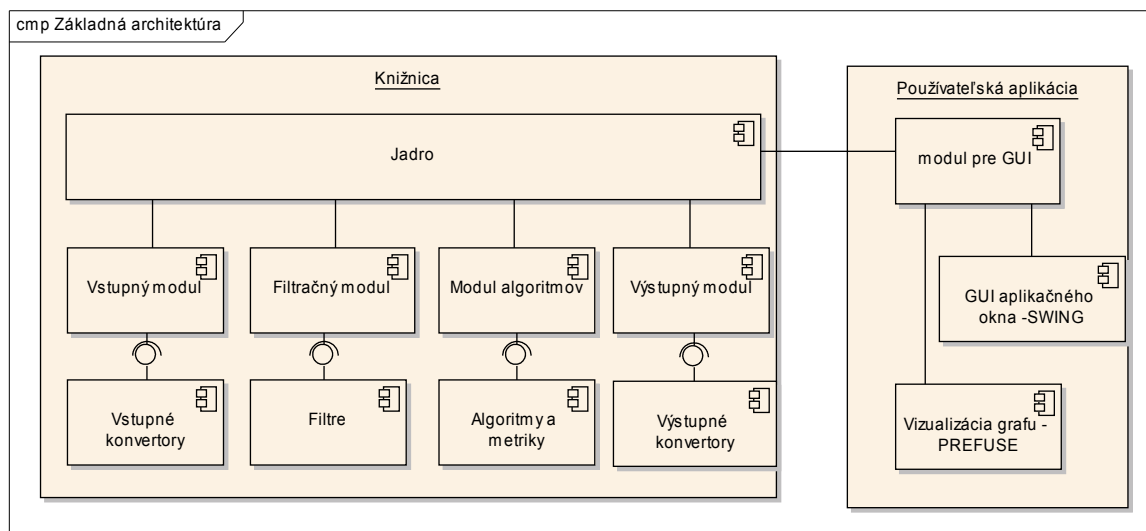 cmp Základná architektúra
Knižnica
Používateľská aplikácia
Jadro
modul pre GUI
Vstupný modul
Filtračný modul
Modul algoritmov
Výstupný modul
GUI aplikačného
okna -SWING
Vstupné
konvertory
Filtre
Algoritmy a
metriky
Výstupné
konvertory
Vizualizácia grafu -
PREFUSE